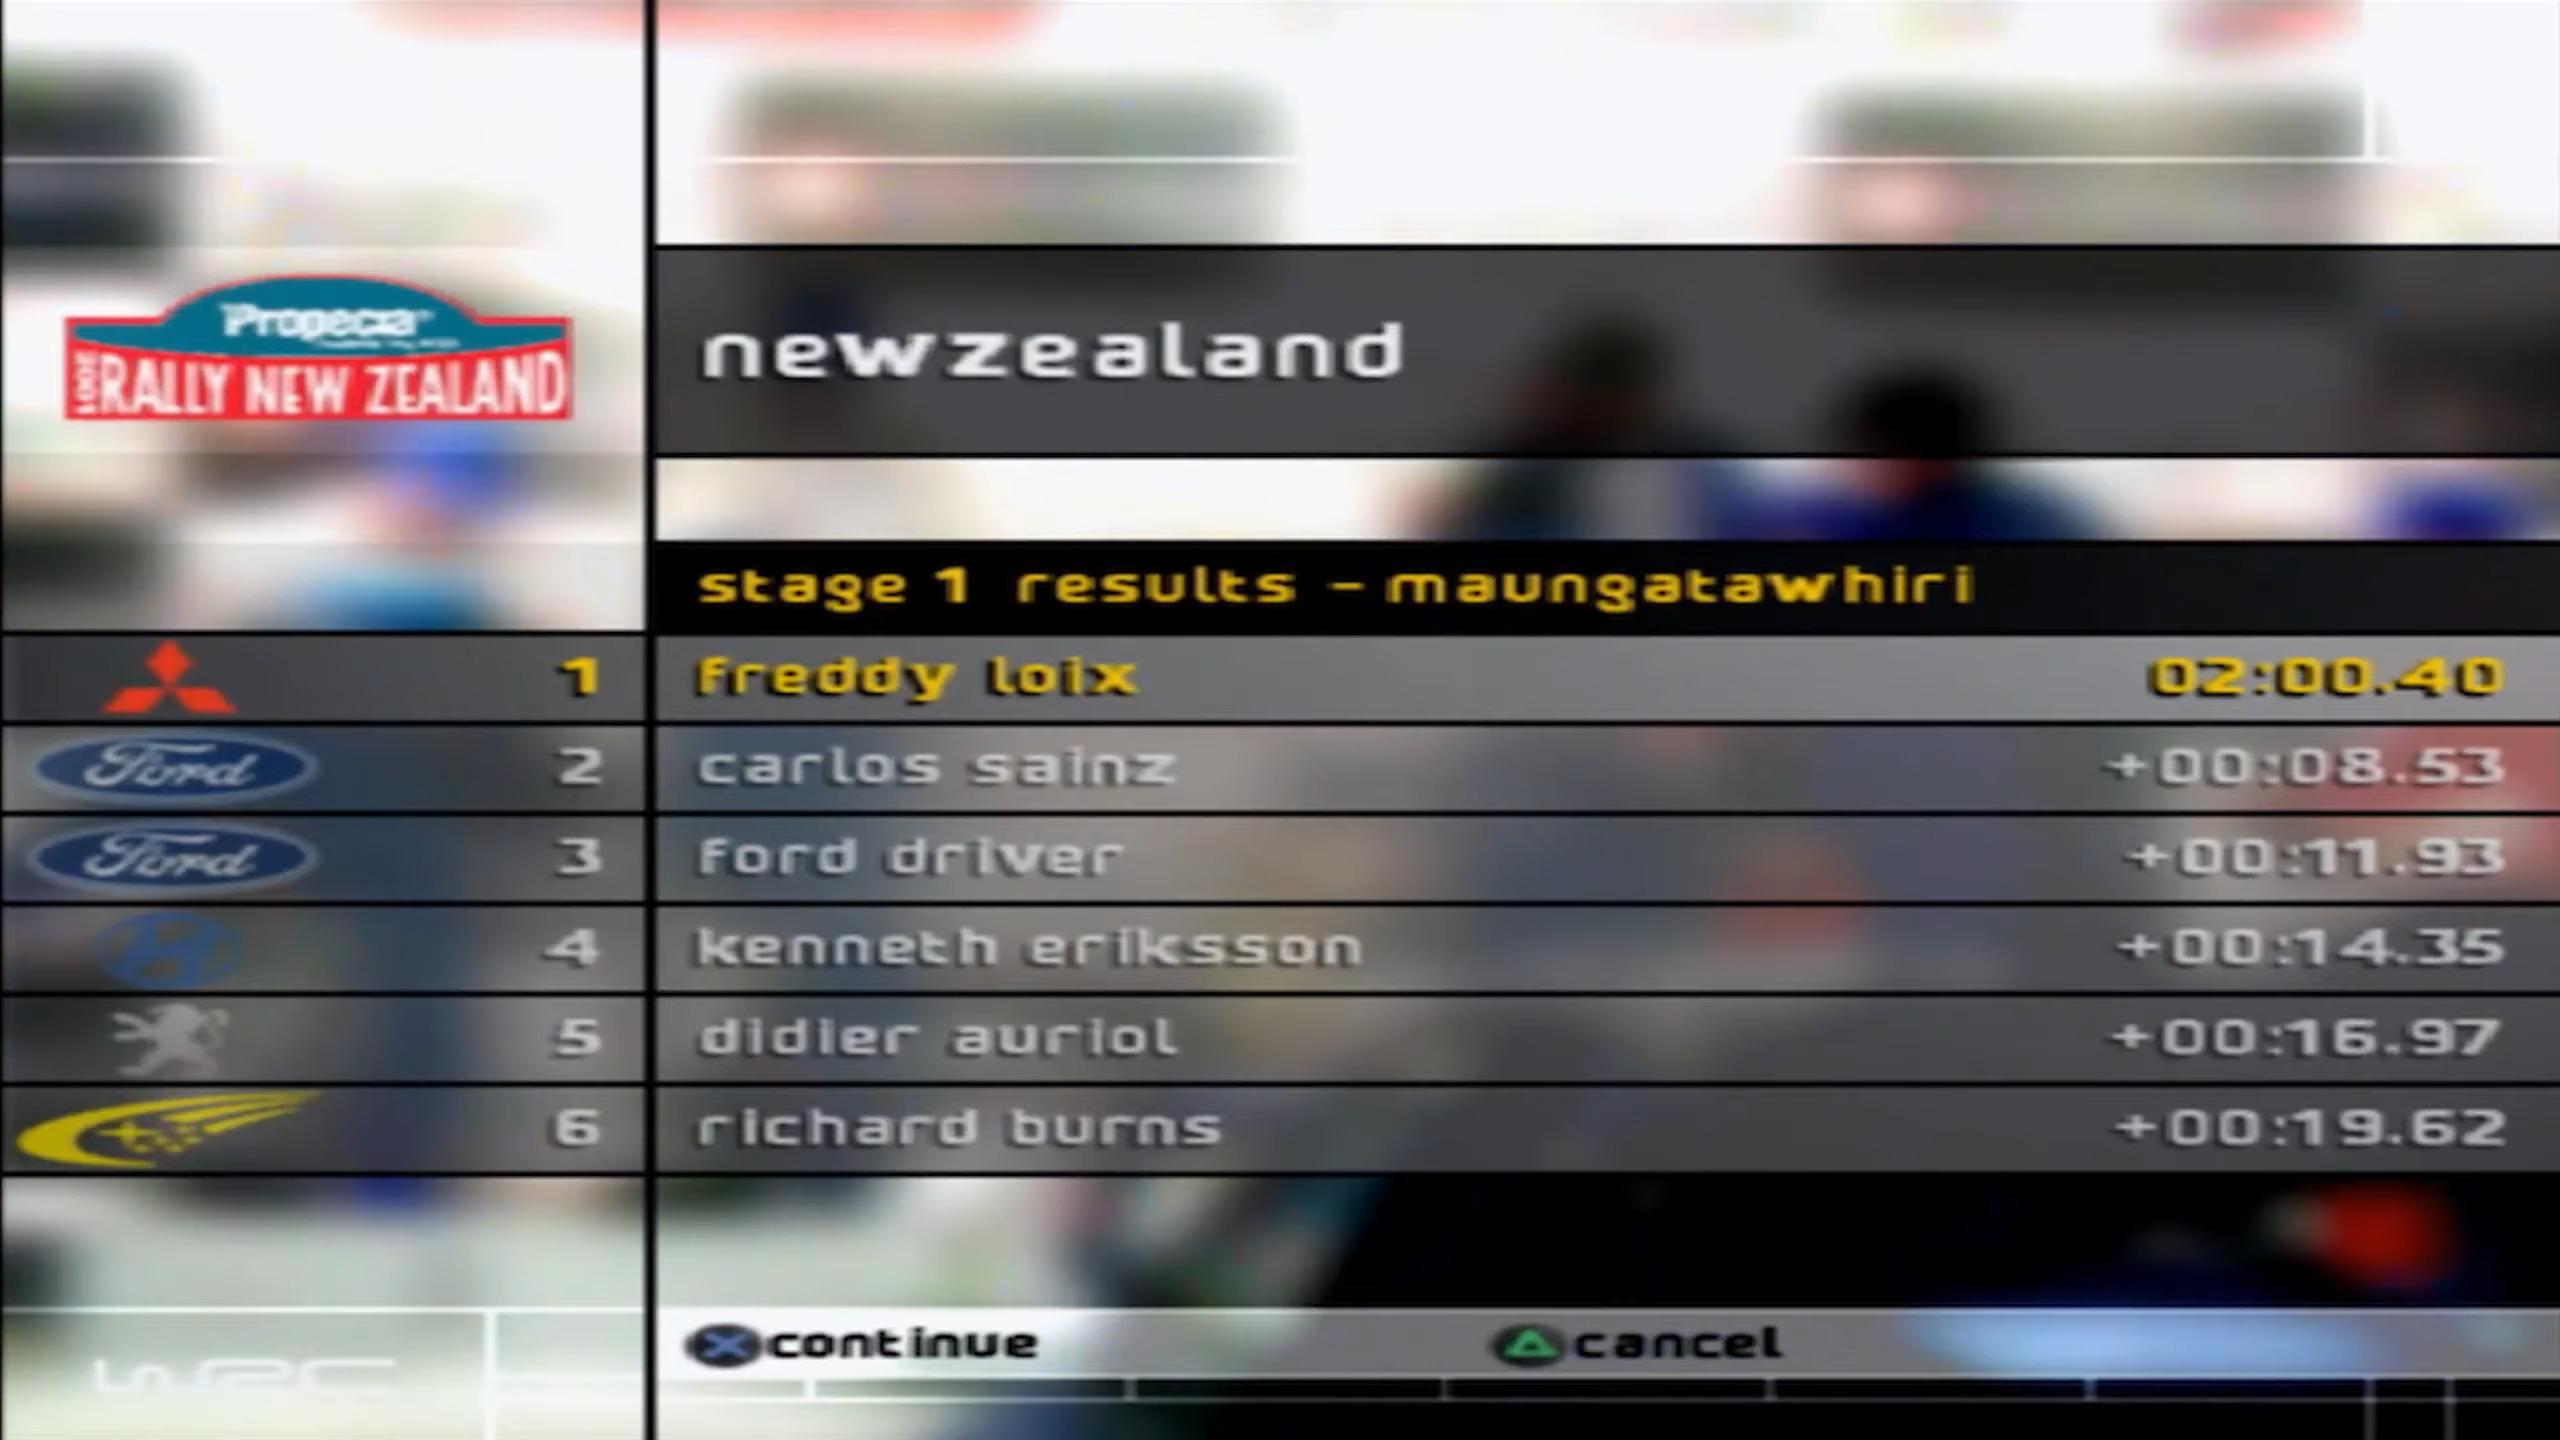 Propecia
2001 RALLY NEW ZEALAND
newzealand
stage 1 results - maungatawhiri
1 freddy loix 02:00.40
Ford 2 carlos sainz +00:08.53
Ford 3 ford driver +00:11.93
4 kenneth eriksson +00:14.35
5 didier auriol +00:16.97
6 richard burns +00:19.62
continue cancel
WRC